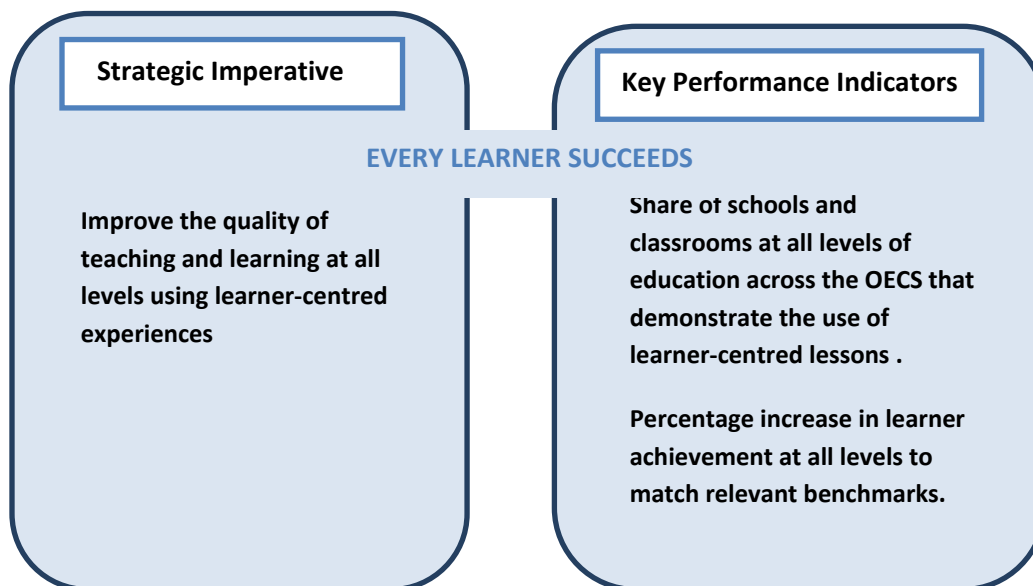 Strategic Imperative
Key Performance Indicators
EVERY LEARNER SUCCEEDS
Improve the quality of
teaching and learning at all
levels using learner-centred
experiences
Share of schools and
classrooms at all levels of
education across the OECS that
demonstrate the use of
learner-centred lessons .
Percentage increase in learner
achievement at all levels to
match relevant benchmarks.